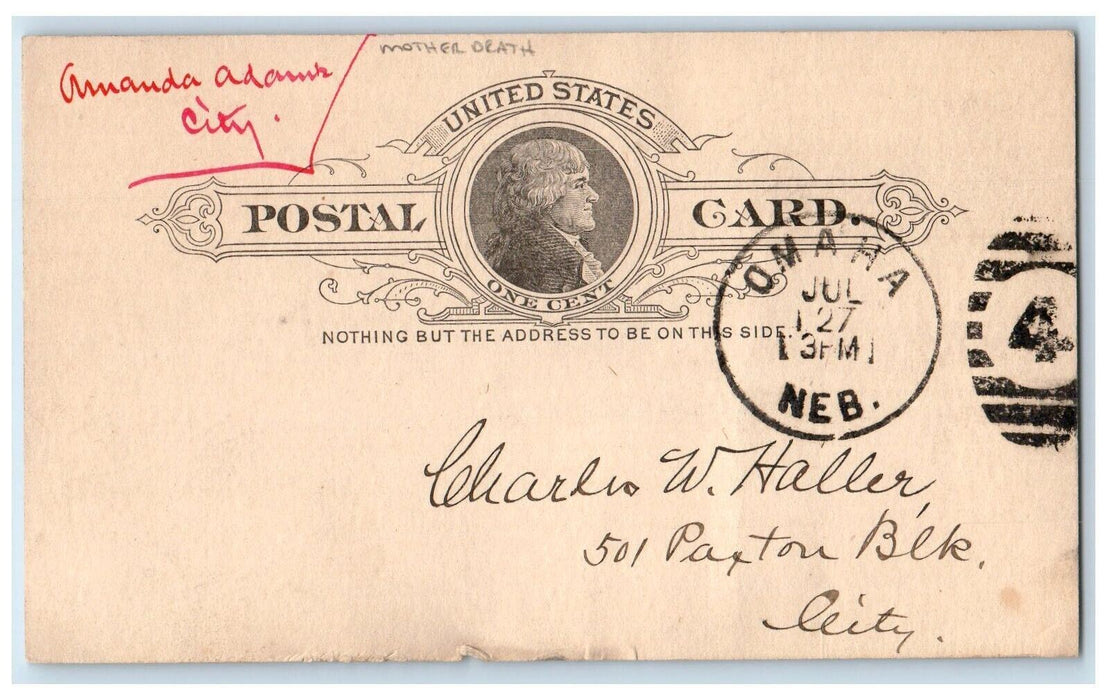 Amanda Adams
City.
MOTHER DEATH
UNITED STATES
POSTAL CARD.
ONE CENT
NOTHING BUT THE ADDRESS TO BE ON THIS SIDE.
OMAHA
JUL
27
3PM
NEB.
4
Charles W. Haller,
501 Paxton Blk.
City.